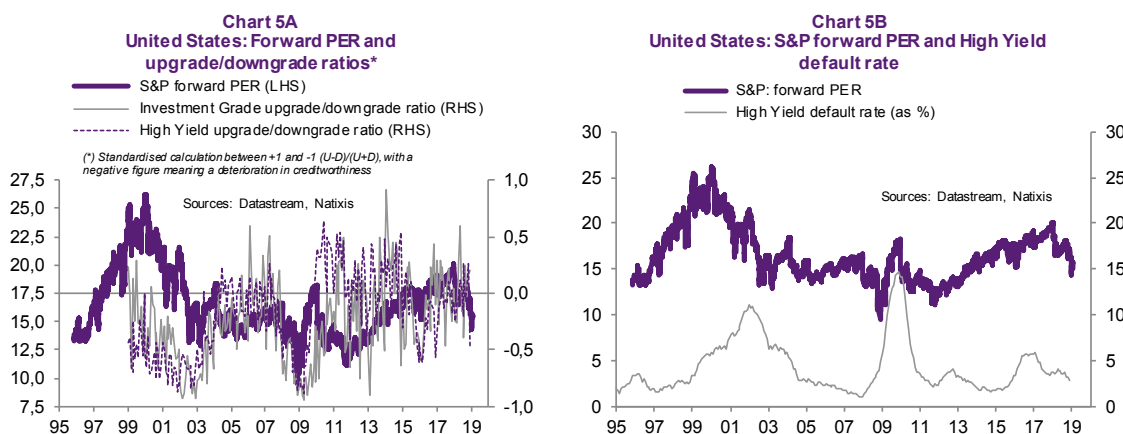 Chart 5A
United States: Forward PER and
upgrade/downgrade ratios*
S&P forward PER (LHS)
Investment Grade upgrade/downgrade ratio (RHS)
High Yield upgrade/downgrade ratio (RHS)
(*) Standardised calculation between +1 and -1 (U-D)/(U+D), with a
negative figure meaning a deterioration in creditworthiness
Sources: Datastream, Natixis
27,5
25,0
22,5
20,0
17,5
15,0
12,5
10,0
7,5
1,0
0,5
0,0
-0,5
-1,0
95 97 99 01 03 05 07 09 11 13 15 17 19
Chart 5B
United States: S&P forward PER and High Yield
default rate
S&P: forward PER
High Yield default rate (as %)
Sources: Datastream, Natixis
30
25
20
15
10
5
0
30
25
20
15
10
5
0
95 97 99 01 03 05 07 09 11 13 15 17 19